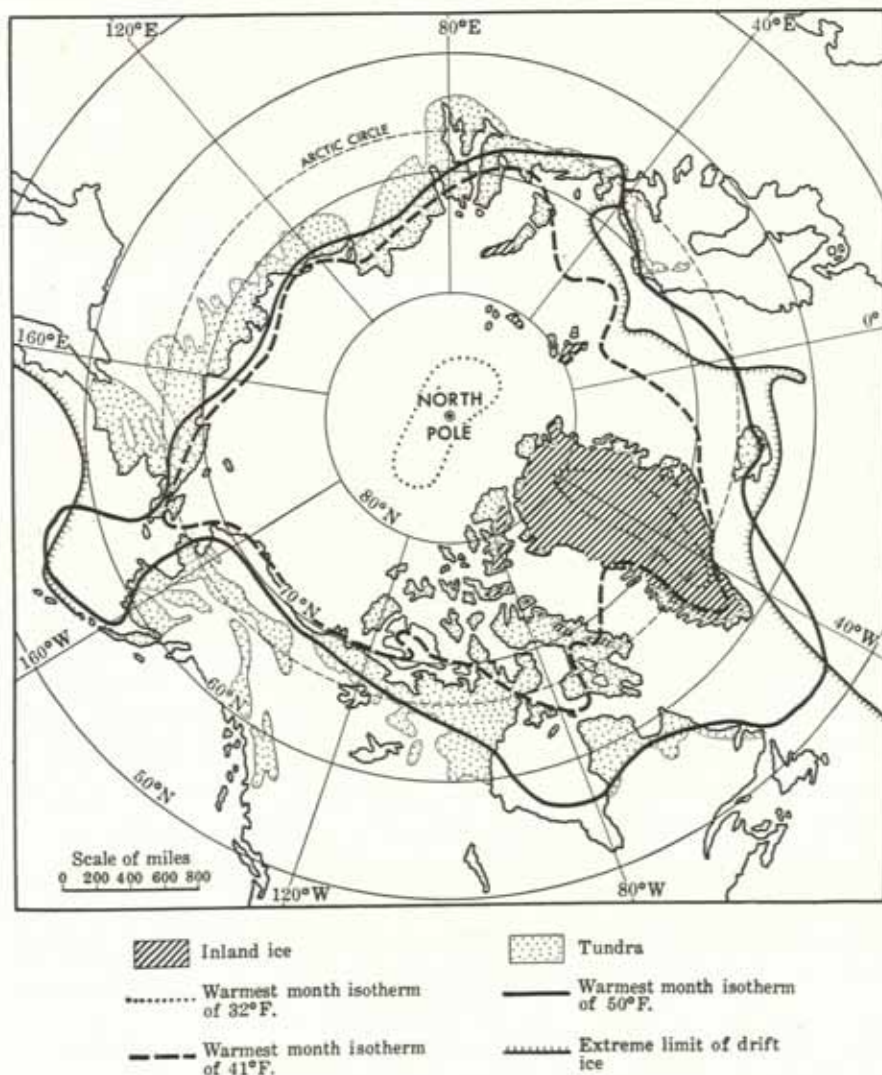 120°E
80°E
40°E
ARCTIC CIRCLE
160°E
0°
NORTH
POLE
80°N
70°N
40°W
160°W
60°N
50°N
Scale of miles
0 200 400 600 800
120°W
80°W
Inland ice
Tundra
Warmest month isotherm
of 32°F.
Warmest month isotherm
of 50°F.
Warmest month isotherm
of 41°F.
Extreme limit of drift
ice